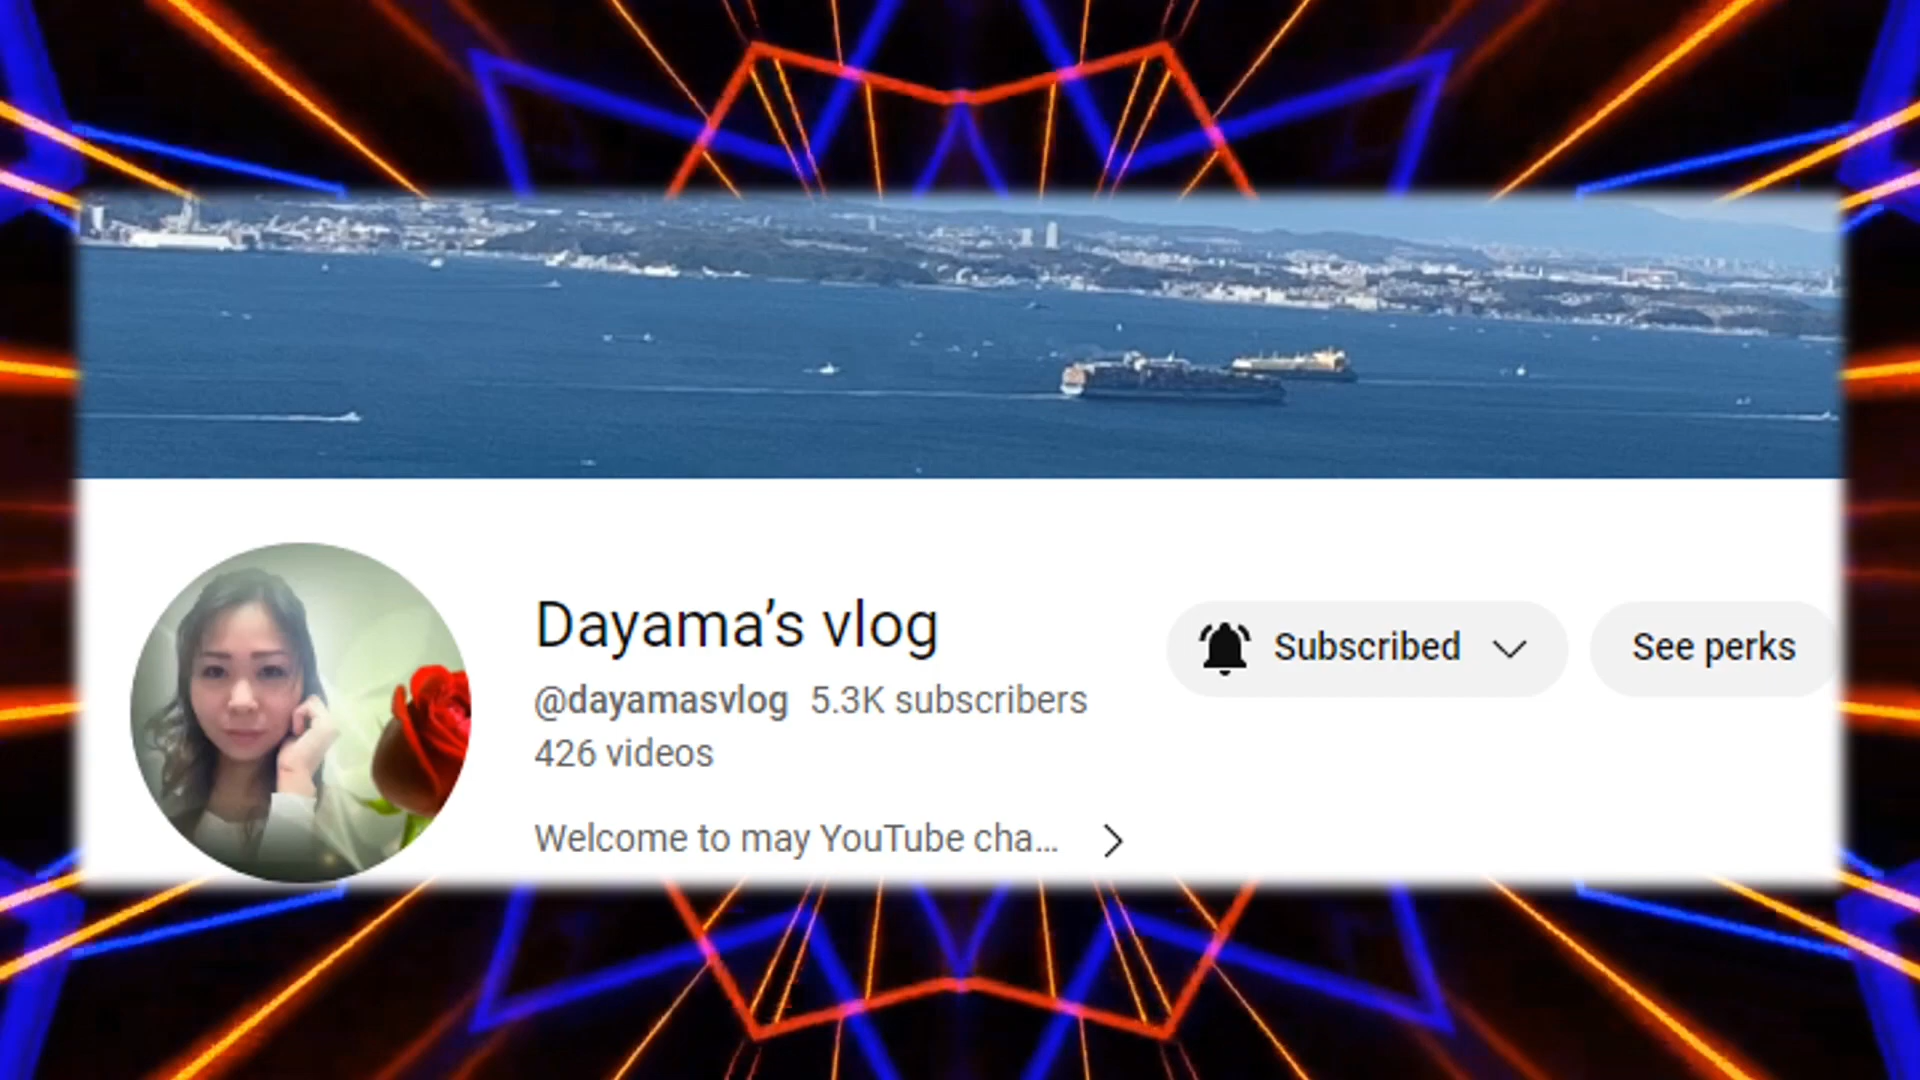 Dayama’s vlog
Subscribed
See perks
@dayamasvlog 5.3K subscribers
426 videos
Welcome to may YouTube cha...